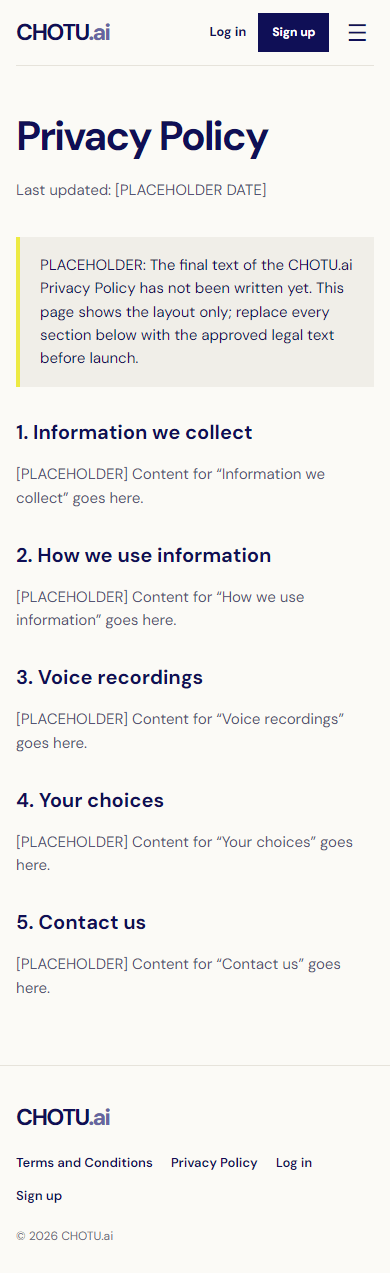 CHOTU.ai
Log in
Sign up
Privacy Policy
Last updated: [PLACEHOLDER DATE]
PLACEHOLDER: The final text of the CHOTU.ai
Privacy Policy has not been written yet. This
page shows the layout only; replace every
section below with the approved legal text
before launch.
1. Information we collect
[PLACEHOLDER] Content for “Information we
collect” goes here.
2. How we use information
[PLACEHOLDER] Content for “How we use
information” goes here.
3. Voice recordings
[PLACEHOLDER] Content for “Voice recordings”
goes here.
4. Your choices
[PLACEHOLDER] Content for “Your choices” goes
here.
5. Contact us
[PLACEHOLDER] Content for “Contact us” goes
here.
CHOTU.ai
Terms and Conditions Privacy Policy Log in
Sign up
© 2026 CHOTU.ai